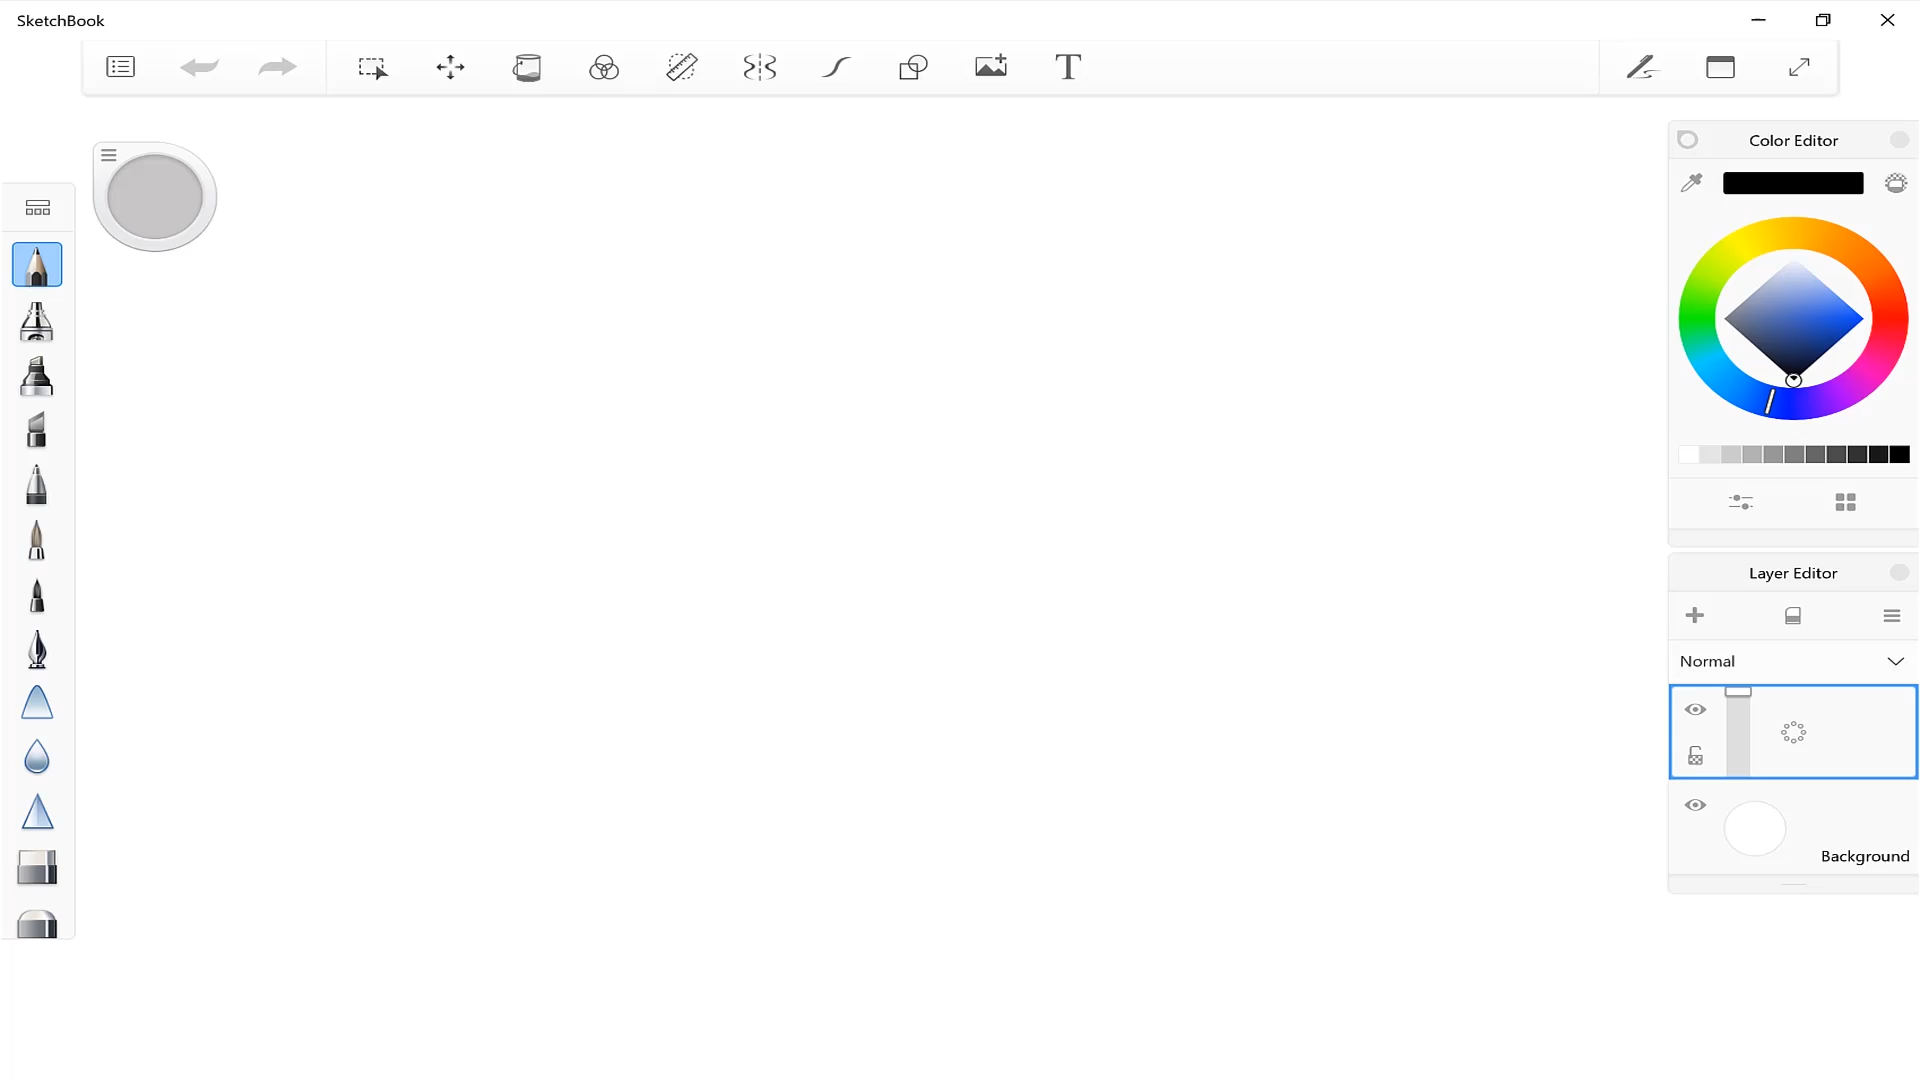 SketchBook
T
Color Editor
Layer Editor
Normal
Background